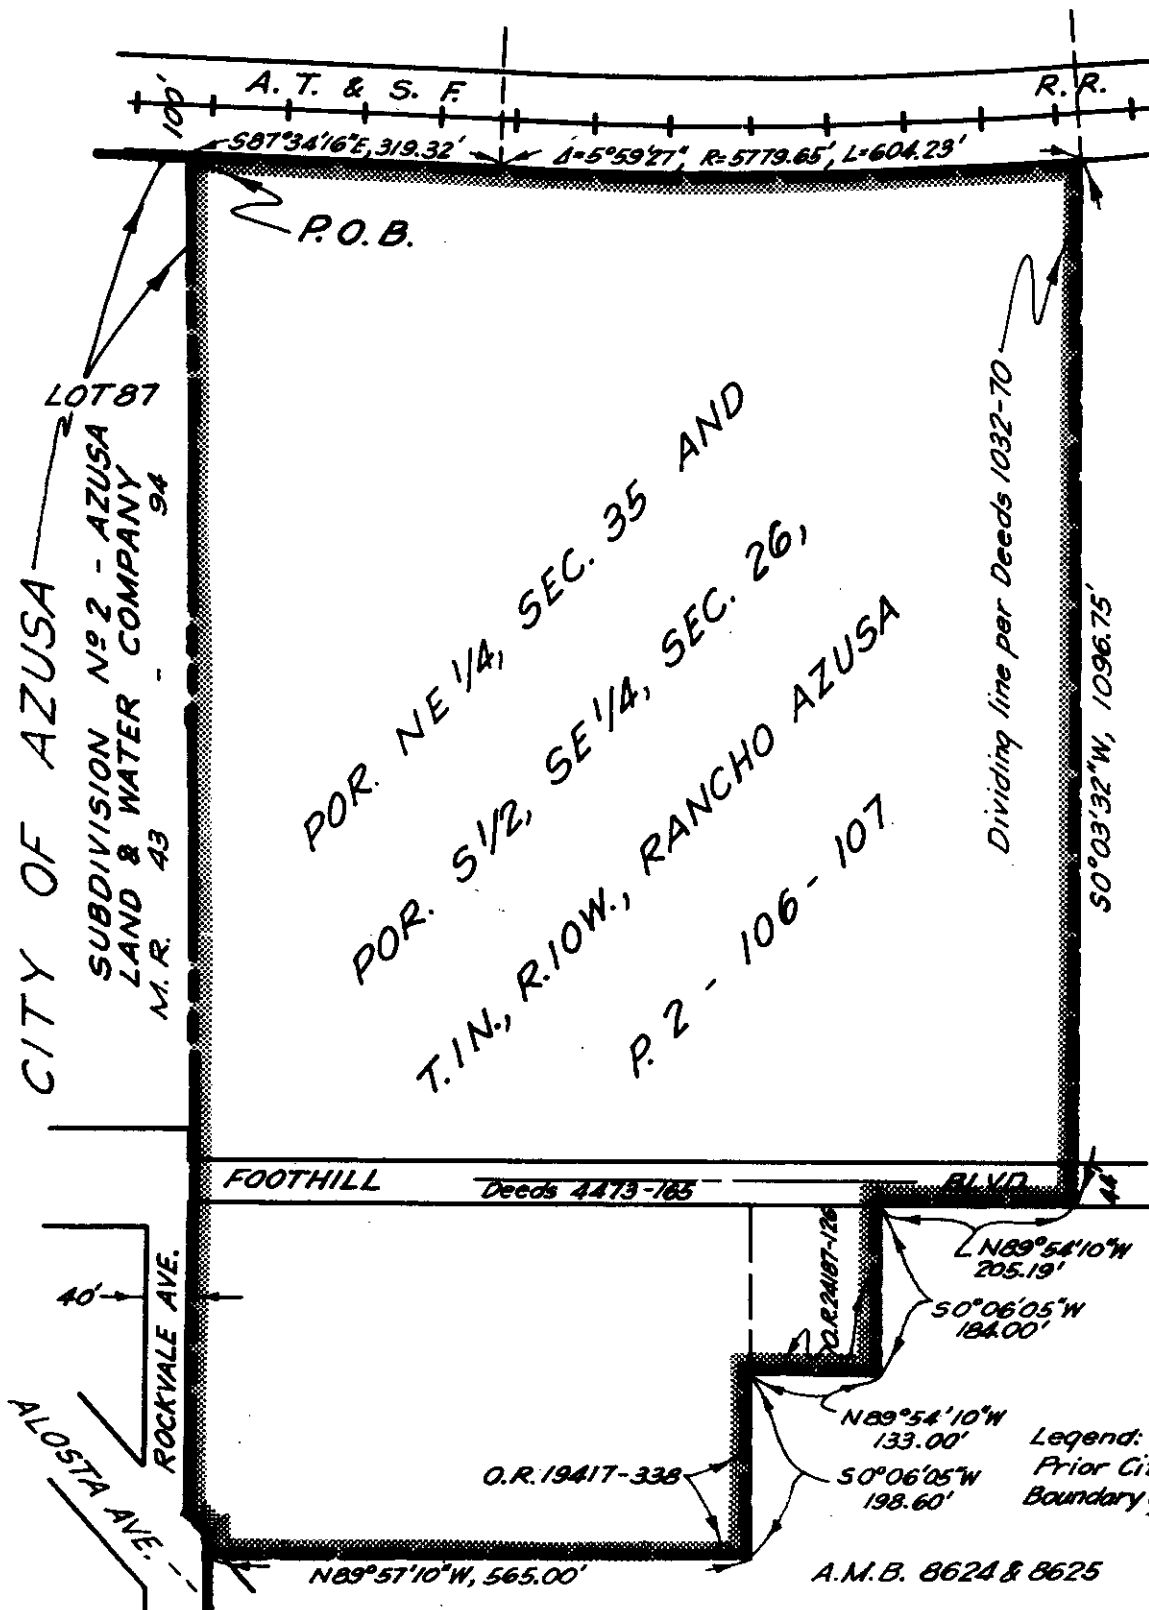 A. T. & S. F. R. R.
100'
S87°34'16"E, 319.32'
Δ=5°59'27", R=5779.65', L=604.23'
P.O.B.
LOT 87
CITY OF AZUSA
SUBDIVISION Nº 2 - AZUSA
LAND & WATER COMPANY
M. R. 43 - 94
POR. NE 1/4, SEC. 35 AND
POR. S 1/2, SE 1/4, SEC. 26,
T.1N., R.10W., RANCHO AZUSA
P. 2 - 106 - 107
Dividing line per Deeds 1032-70
S0°03'32"W, 1096.75'
FOOTHILL BLVD.
Deeds 4473-165
44'
N89°54'10"W
205.19'
O.R. 24187-126
S0°06'05"W
184.00'
40'
ROCKVALE AVE.
ALOSTA AVE.
N89°54'10"W
133.00'
O.R. 19417-338
S0°06'05"W
198.60'
Legend:
Prior
Boundary
N89°57'10"W, 565.00'
A.M.B. 8624 & 8625